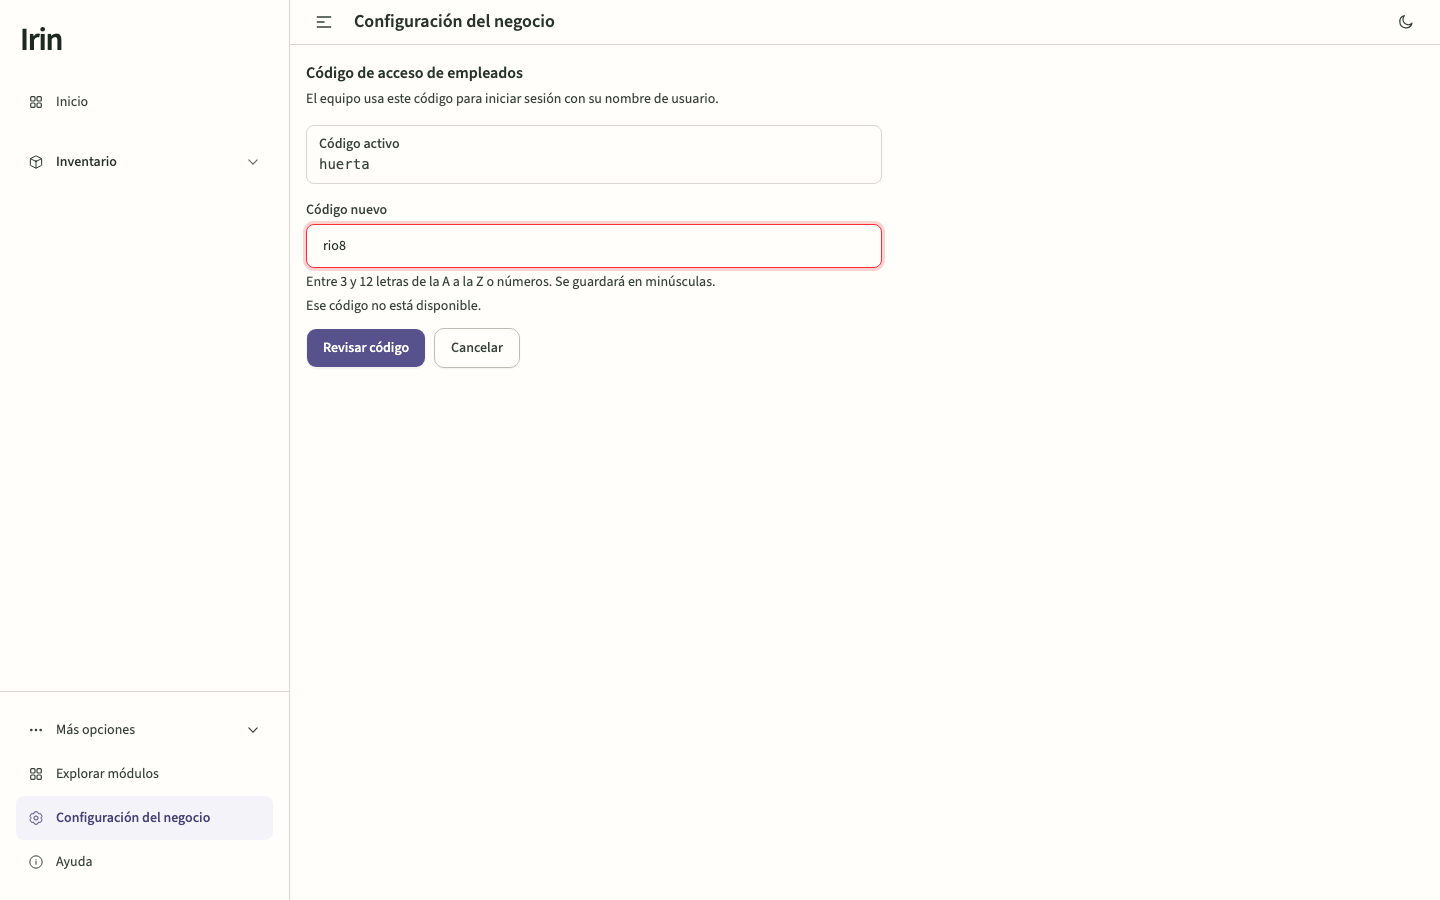 Irin
Inicio
Inventario
Más opciones
Explorar módulos
Configuración del negocio
Ayuda
Configuración del negocio
Código de acceso de empleados
El equipo usa este código para iniciar sesión con su nombre de usuario.
Código activo
huerta
Código nuevo
rio8
Entre 3 y 12 letras de la A a la Z o números. Se guardará en minúsculas.
Ese código no está disponible.
Revisar código
Cancelar